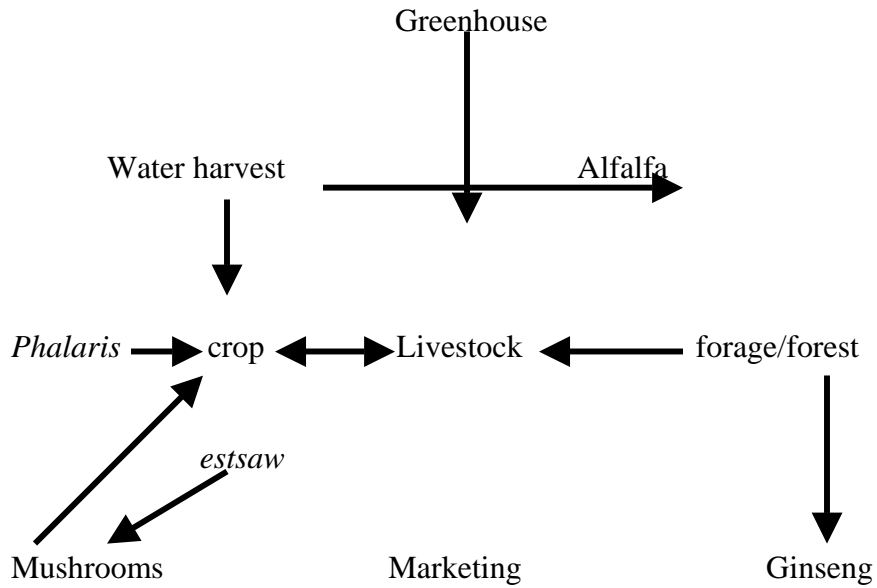 Greenhouse
Water harvest Alfalfa
Phalaris crop Livestock forage/forest
estsaw
Mushrooms Marketing Ginseng